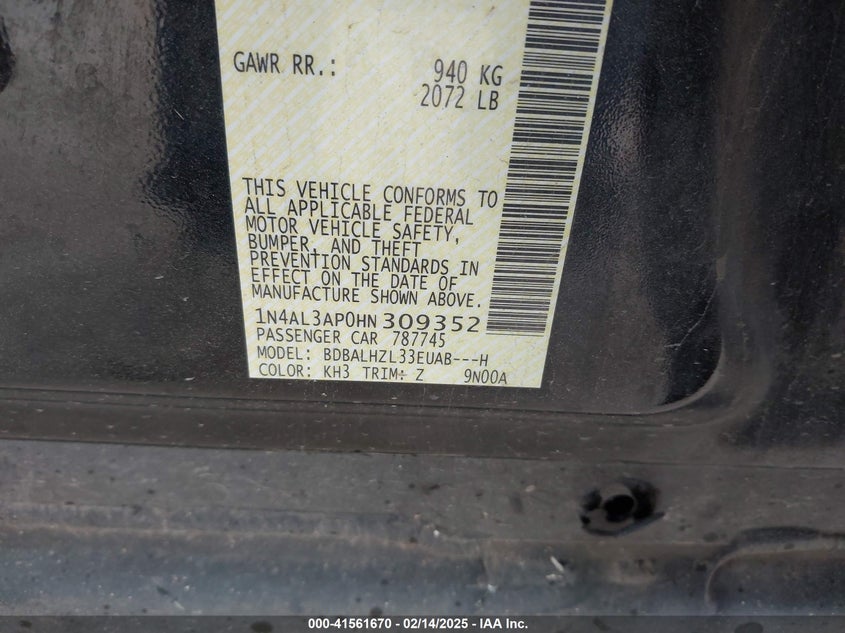 GAWR RR.: 940 KG
2072 LB
THIS VEHICLE CONFORMS TO
ALL APPLICABLE FEDERAL
MOTOR VEHICLE SAFETY,
BUMPER, AND THEFT
PREVENTION STANDARDS IN
EFFECT ON THE DATE OF
MANUFACTURE SHOWN ABOVE.
1N4AL3AP0HN309352
PASSENGER CAR 787745
MODEL: BDBALHZL33EUAB---H
COLOR: KH3 TRIM: Z 9N00A
000-41561670 — 02/14/2025 — IAA Inc.